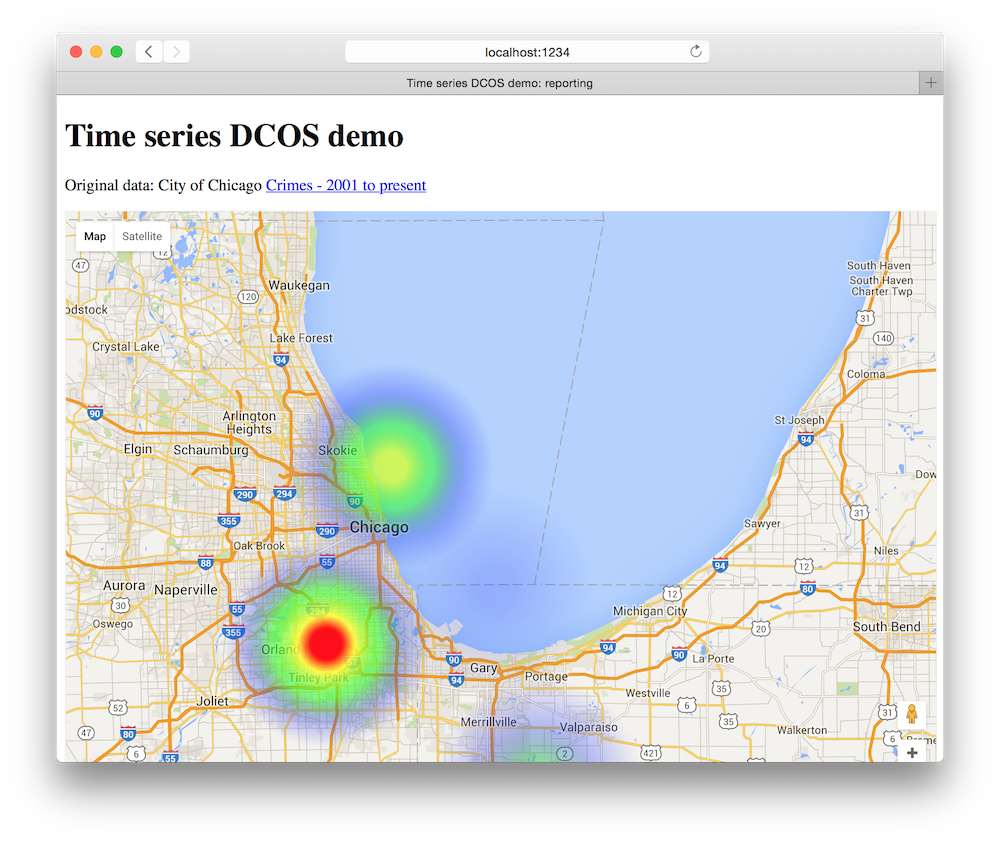 localhost:1234
Time series DCOS demo: reporting
Time series DCOS demo
Original data: City of Chicago Crimes - 2001 to present
Map Satellite
12
47
South Haven
South Haven
Charter Twp
Waukegan
120
31
Lake Forest
140
Crystal Lake
94
Coloma
90
Arlington
Heights
St Joseph
94
Elgin
Schaumburg
Skokie
290
294
90
31
355
290
Chicago
Sawyer
Oak Brook
Niles
88
55
94
12
Aurora
Naperville
80
30
55
294
Michigan City
12
Oswego
355
20
South Bend
Tinley Park
90
94
90
La Porte
Gary
94
Portage
Joliet
Westville
35
52
6
31
Merrillville
35
47
80
Valparaiso
Walkerton
6
55
2
421
6